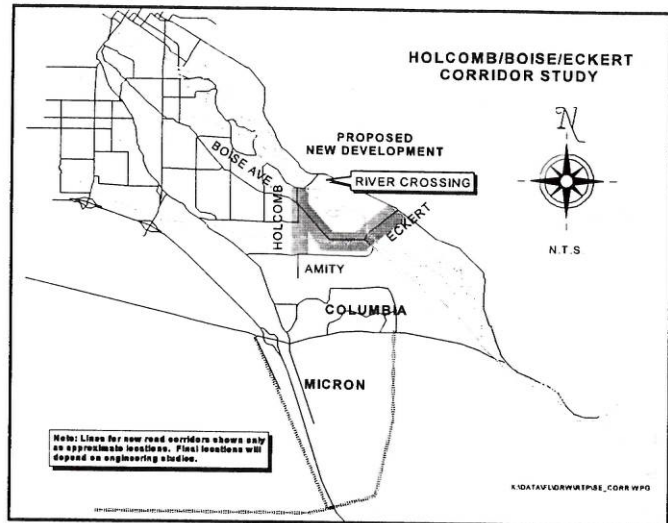 HOLCOMB/BOISE/ECKERT
CORRIDOR STUDY
N
PROPOSED
NEW DEVELOPMENT
BOISE AVE
RIVER CROSSING
HOLCOMB
ECKERT
N.T.S
AMITY
COLUMBIA
MICRON
Note: Lines for new road corridors shown only
as approximate locations. Final locations will
depend on engineering studies.